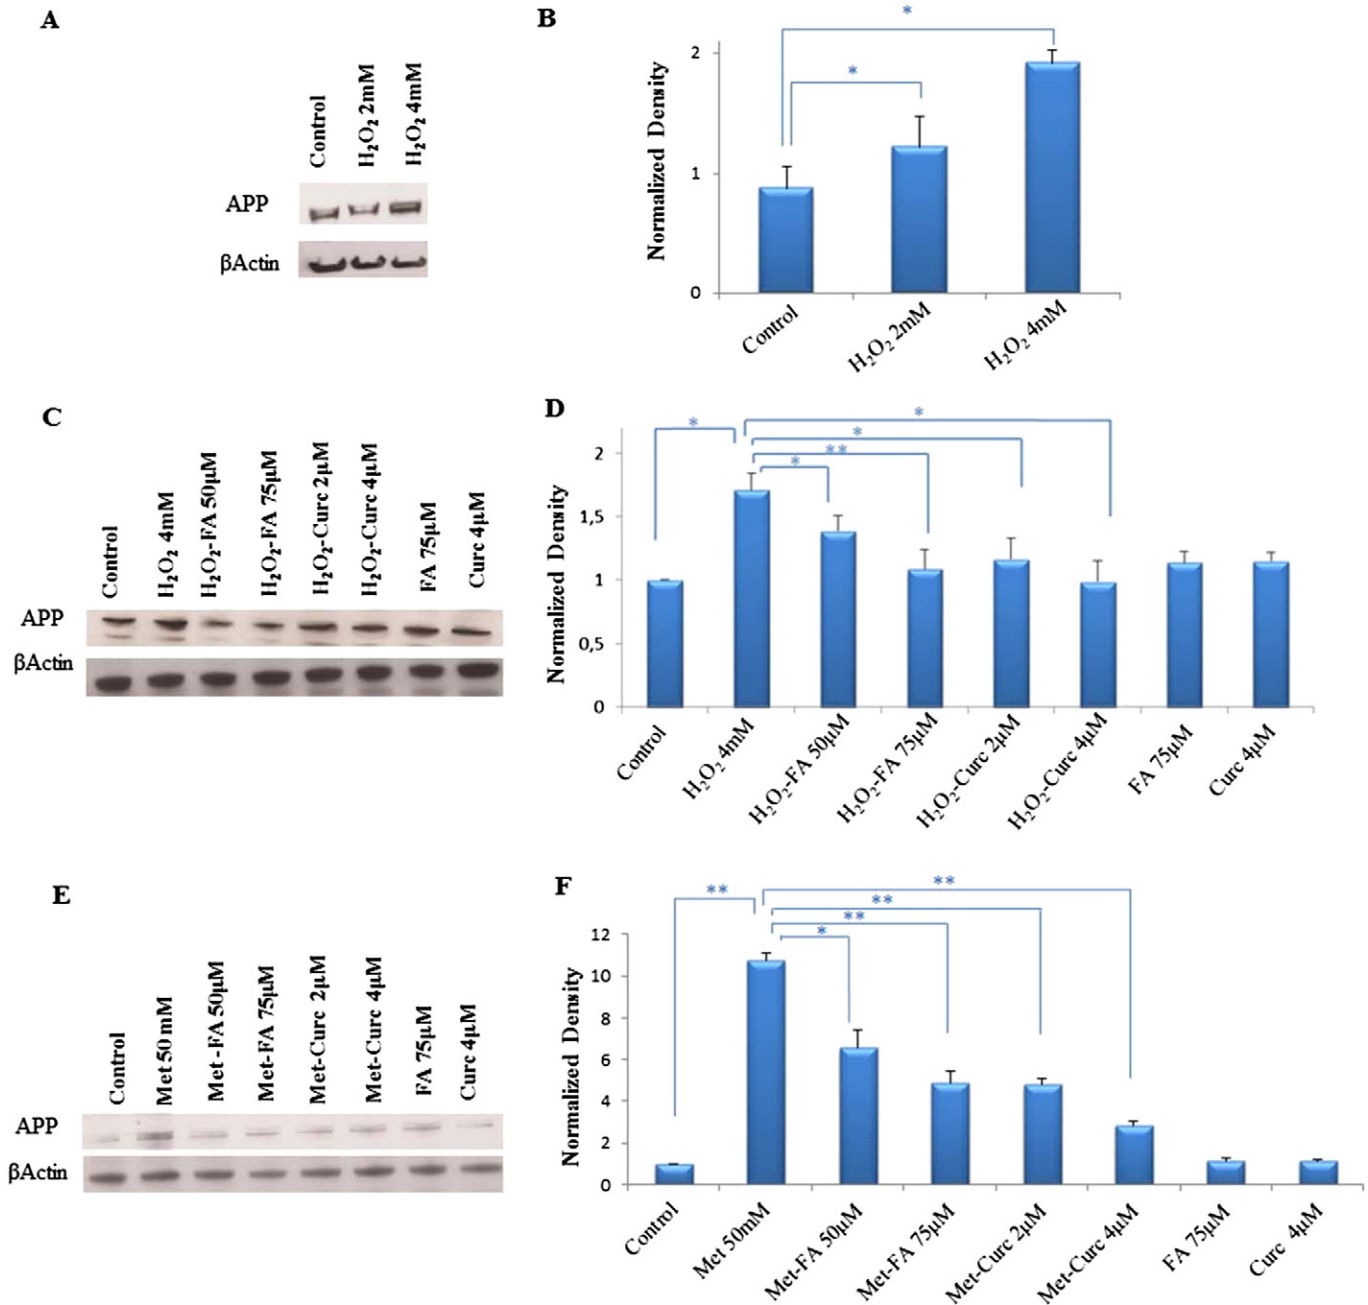 A
Control
H₂O₂ 2mM
H₂O₂ 4mM
APP
βActin
B
*
*
Normalized Density
2
1
0
Control
H₂O₂ 2mM
H₂O₂ 4mM
C
Control
H₂O₂ 4mM
H₂O₂-FA 50μM
H₂O₂-FA 75μM
H₂O₂-Curc 2μM
H₂O₂-Curc 4μM
FA 75μM
Curc 4μM
APP
βActin
D
*
*
*
**
*
Normalized Density
2
1,5
1
0,5
0
Control
H₂O₂ 4mM
H₂O₂-FA 50μM
H₂O₂-FA 75μM
H₂O₂-Curc 2μM
H₂O₂-Curc 4μM
FA 75μM
Curc 4μM
E
Control
Met 50 mM
Met -FA 50μM
Met-FA 75μM
Met-Curc 2μM
Met-Curc 4μM
FA 75μM
Curc 4μM
APP
βActin
F
**
**
**
**
*
Normalized Density
12
10
8
6
4
2
0
Control
Met 50mM
Met-FA 50μM
Met-FA 75μM
Met-Curc 2μM
Met-Curc 4μM
FA 75μM
Curc 4μM